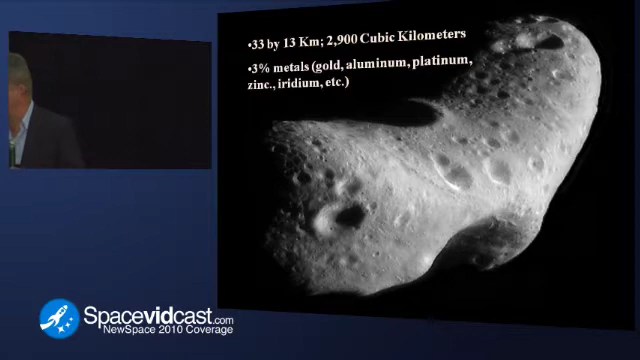 •33 by 13 Km; 2,900 Cubic Kilometers
•3% metals (gold, aluminum, platinum,
zinc., iridium, etc.)
Spacevidcast.com
NewSpace 2010 Coverage